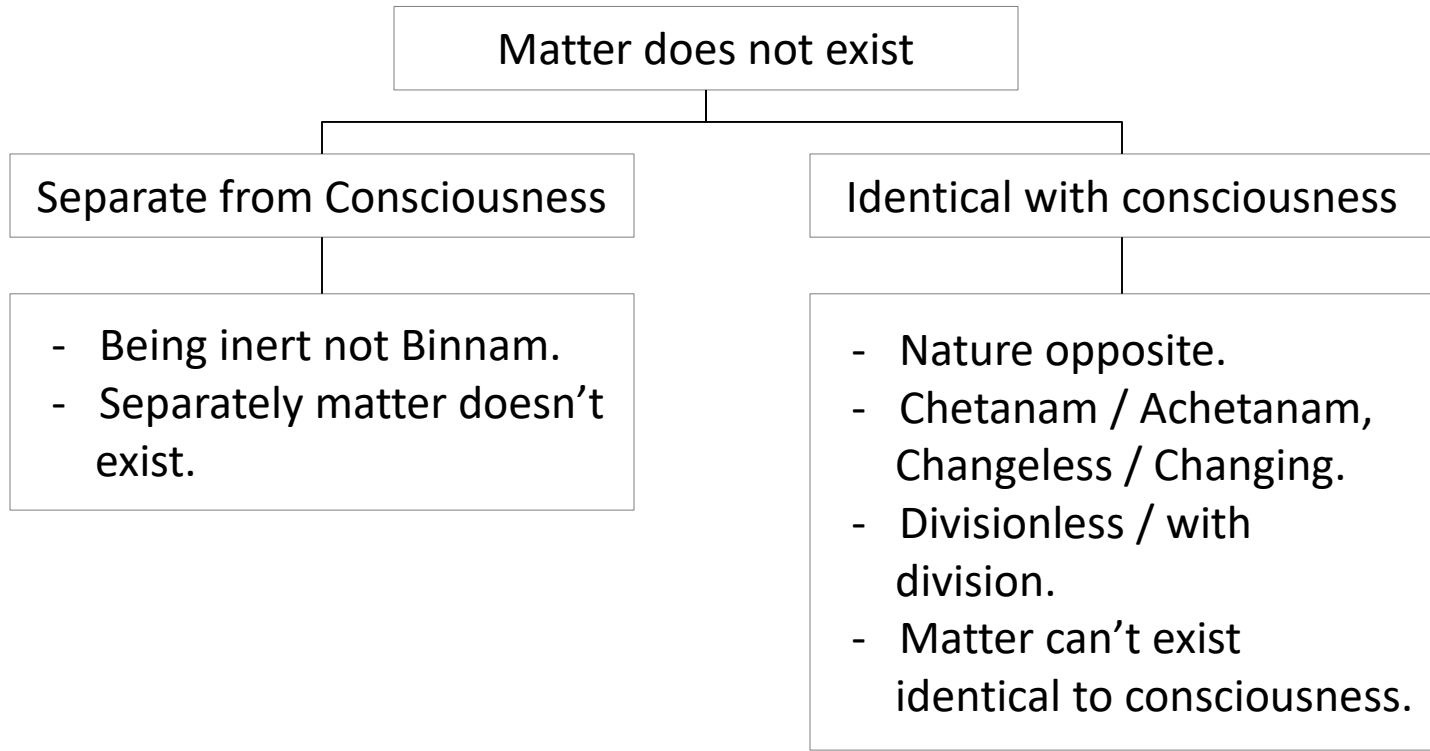 Matter does not exist
Separate from Consciousness
Identical with consciousness
- Being inert not Binnam.
- Separately matter doesn’t
exist.
- Nature opposite.
- Chetanam / Achetanam,
Changeless / Changing.
- Divisionless / with
division.
- Matter can’t exist
identical to consciousness.